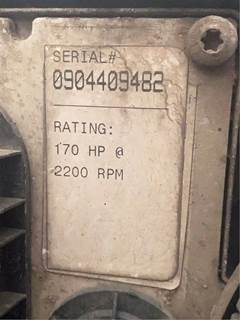 SERIAL#
0904409482
RATING:
170 HP @
2200 RPM